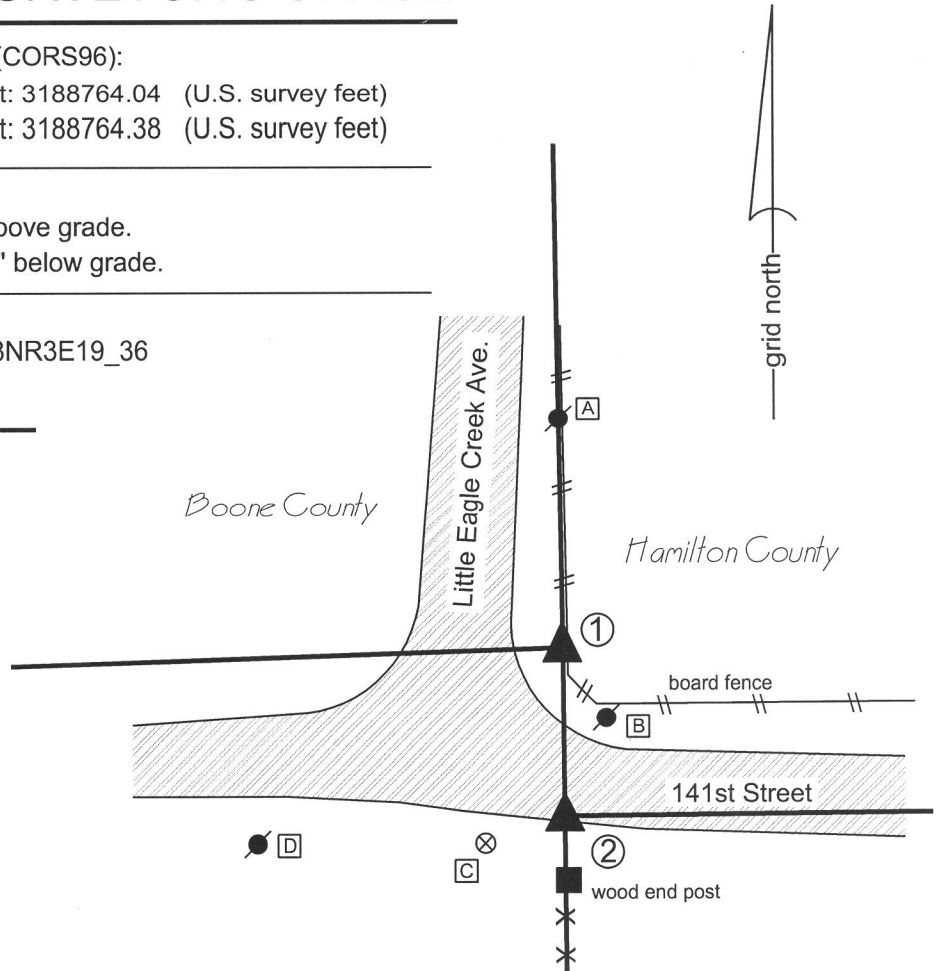 (CORS96):
t: 3188764.04 (U.S. survey feet)
t: 3188764.38 (U.S. survey feet)
bove grade.
" below grade.
3NR3E19_36
grid north
Little Eagle Creek Ave.
A
Boone County
Hamilton County
1
board fence
B
141st Street
D
C
2
wood end post